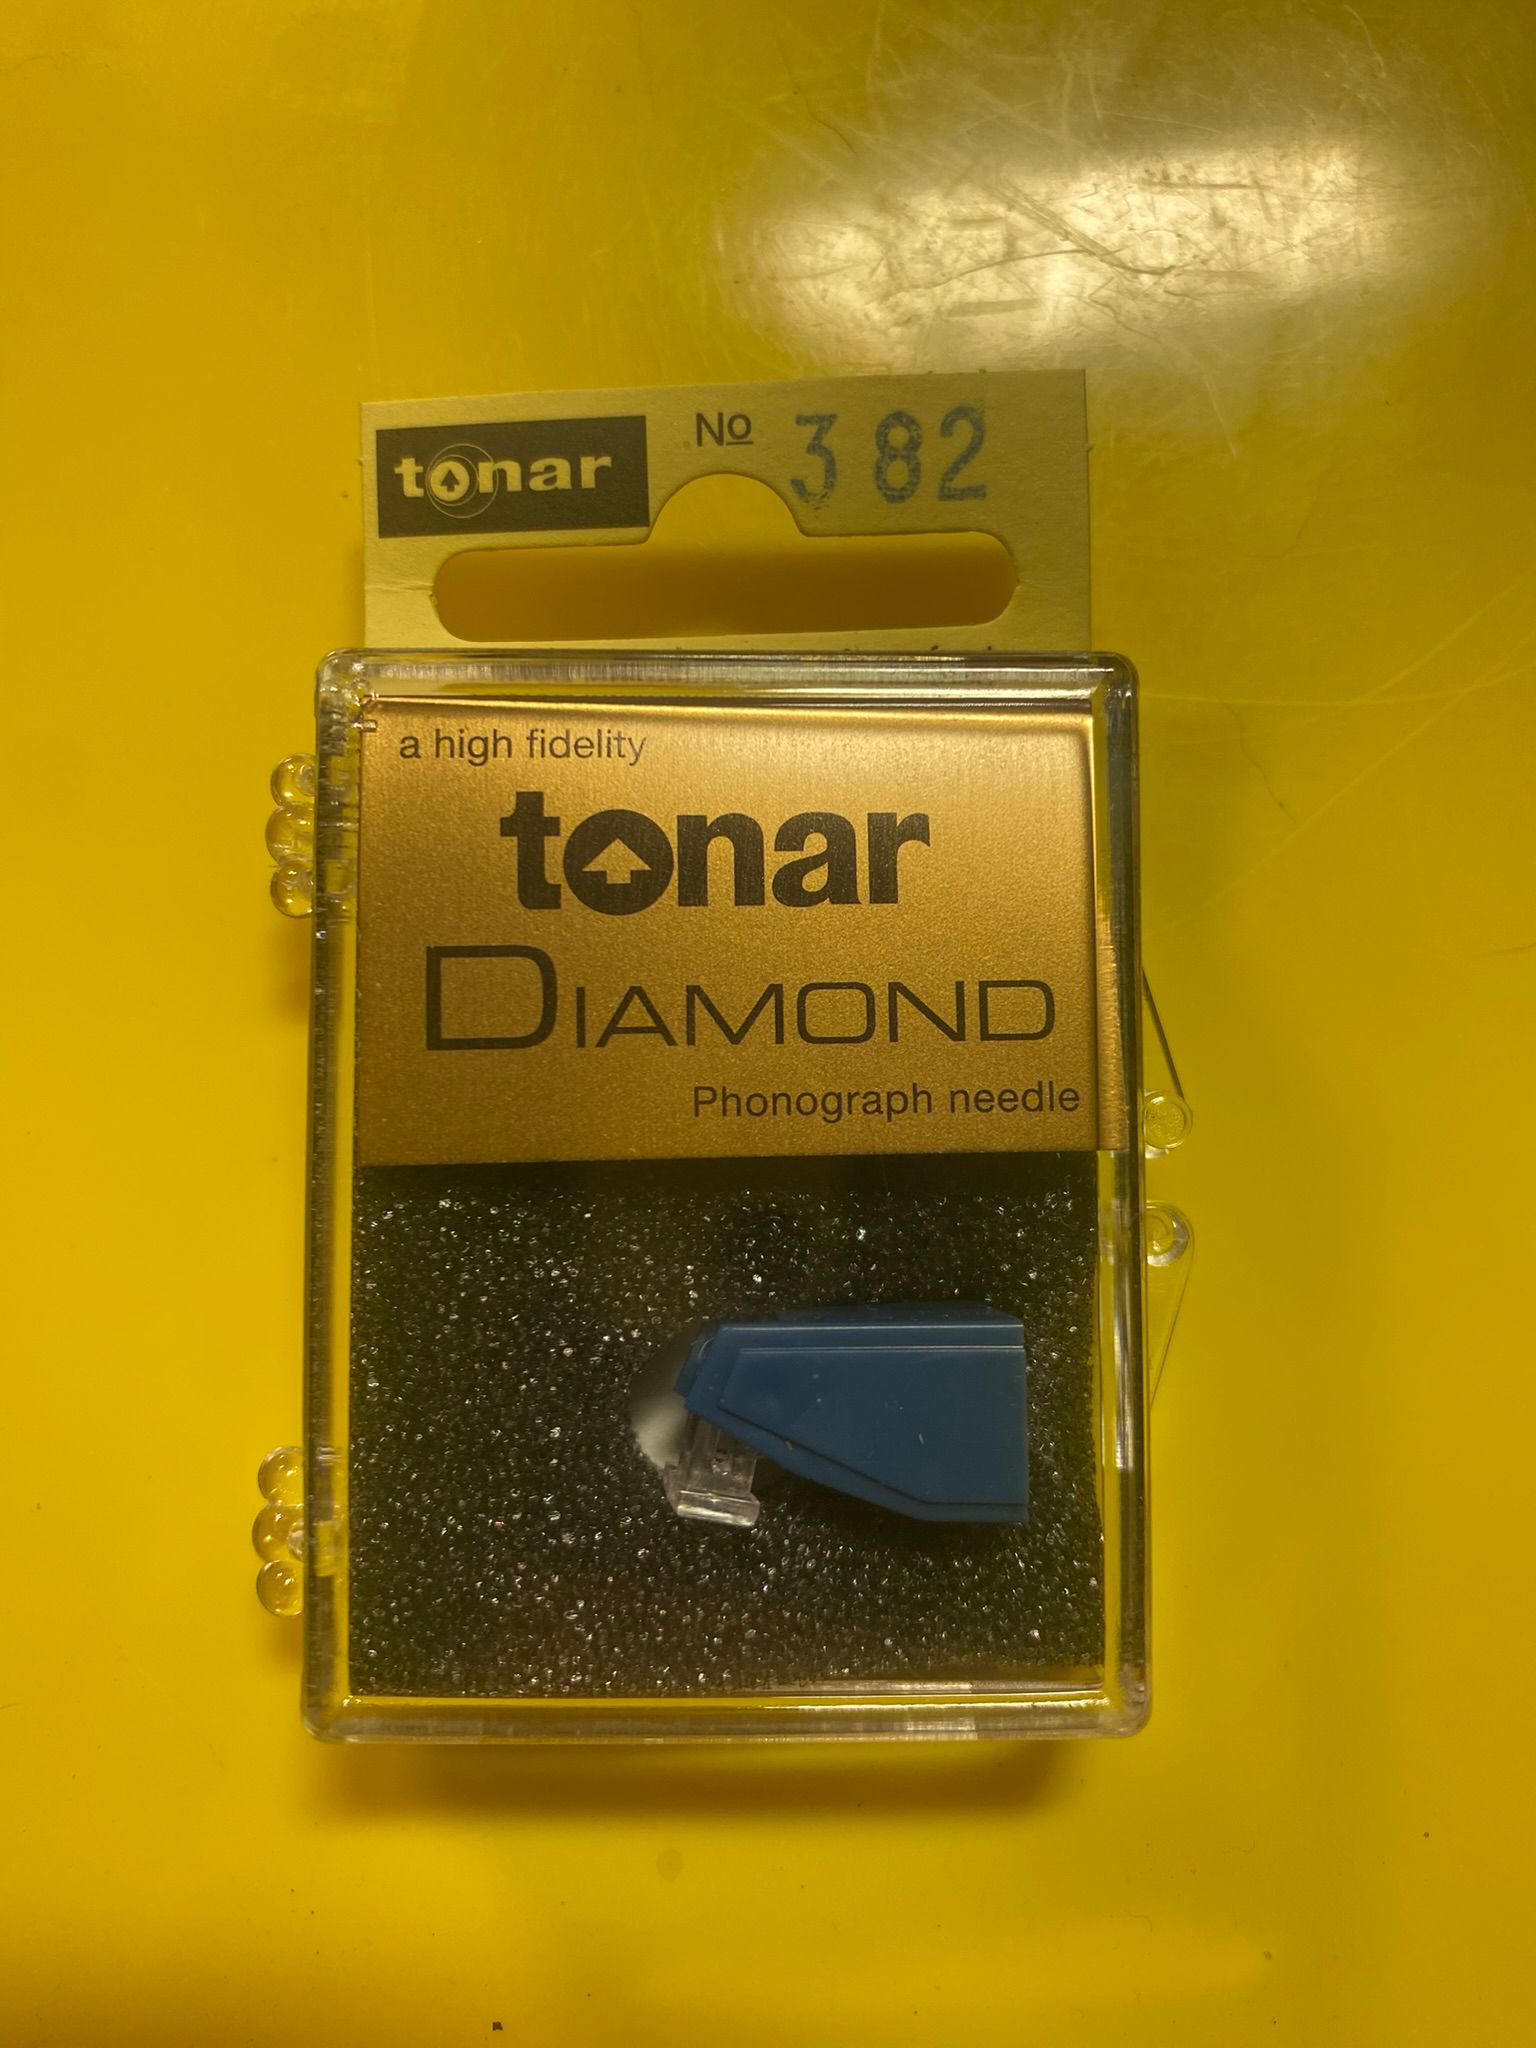 tonar
No 382
a high fidelity
tonar
DIAMOND
Phonograph needle